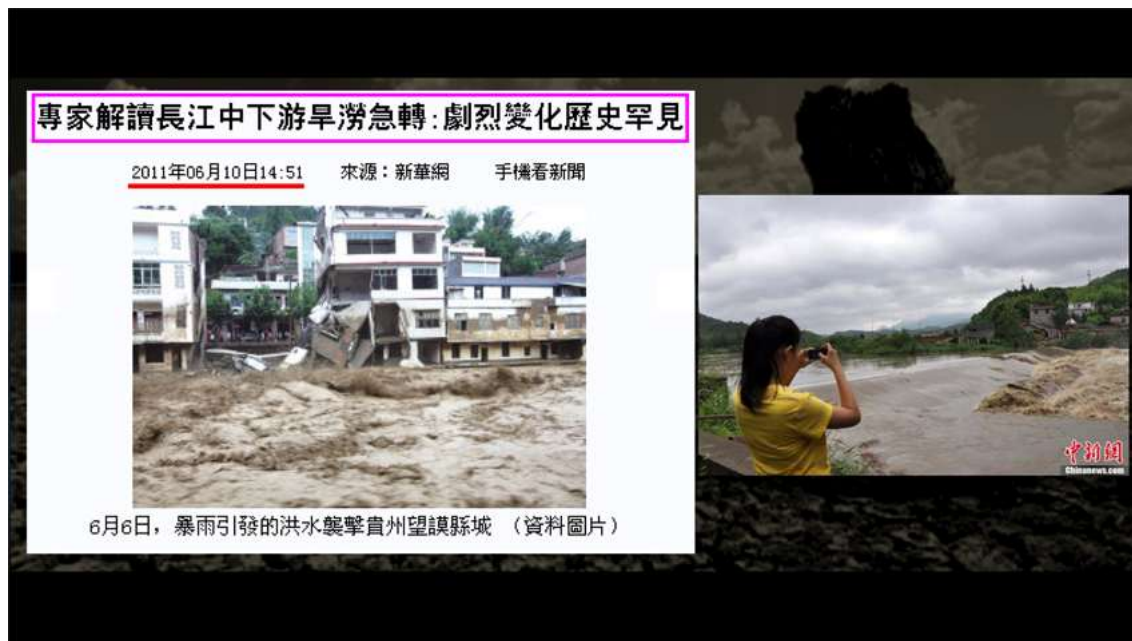 專家解讀長江中下游旱澇急轉:劇烈變化歷史罕見
2011年06月10日14:51 來源：新華網 手機看新聞
6月6日，暴雨引發的洪水襲擊貴州望謨縣城 （資料圖片）
中新網
Chinanews.com